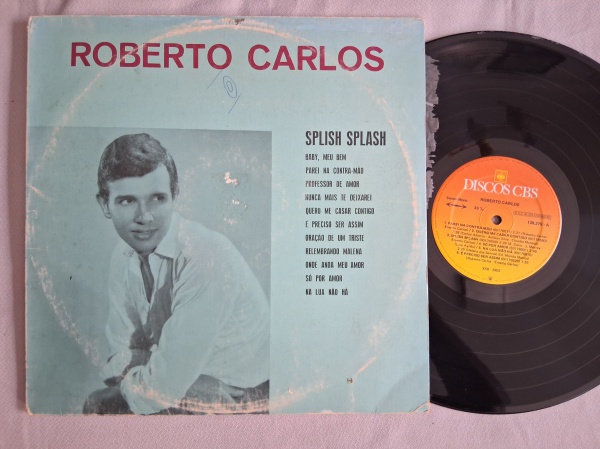 ROBERTO CARLOS
SPLISH SPLASH
BABY, MEU BEM
PAREI NA CONTRA-MÃO
PROFESSOR DE AMOR
NUNCA MAIS TE DEIXAREI
QUERO ME CASAR CONTIGO
É PRECISO SER ASSIM
ORAÇÃO DE UM TRISTE
RELEMBRANDO MALENA
ONDE ANDA MEU AMOR
SÓ POR AMOR
NA LUA NÃO HÁ
DISCOS CBS
ROBERTO CARLOS